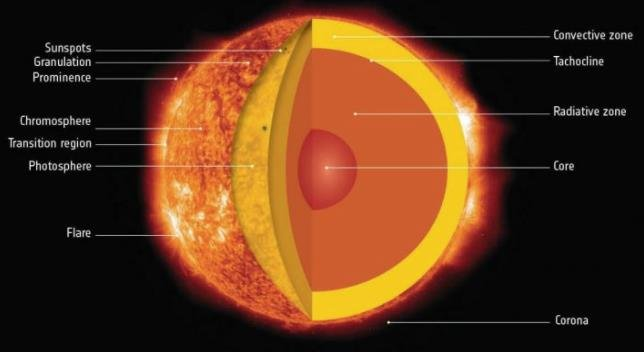 Sunspots
Granulation
Prominence
Chromosphere
Transition region
Photosphere
Flare
Convective zone
Tachocline
Radiative zone
Core
Corona